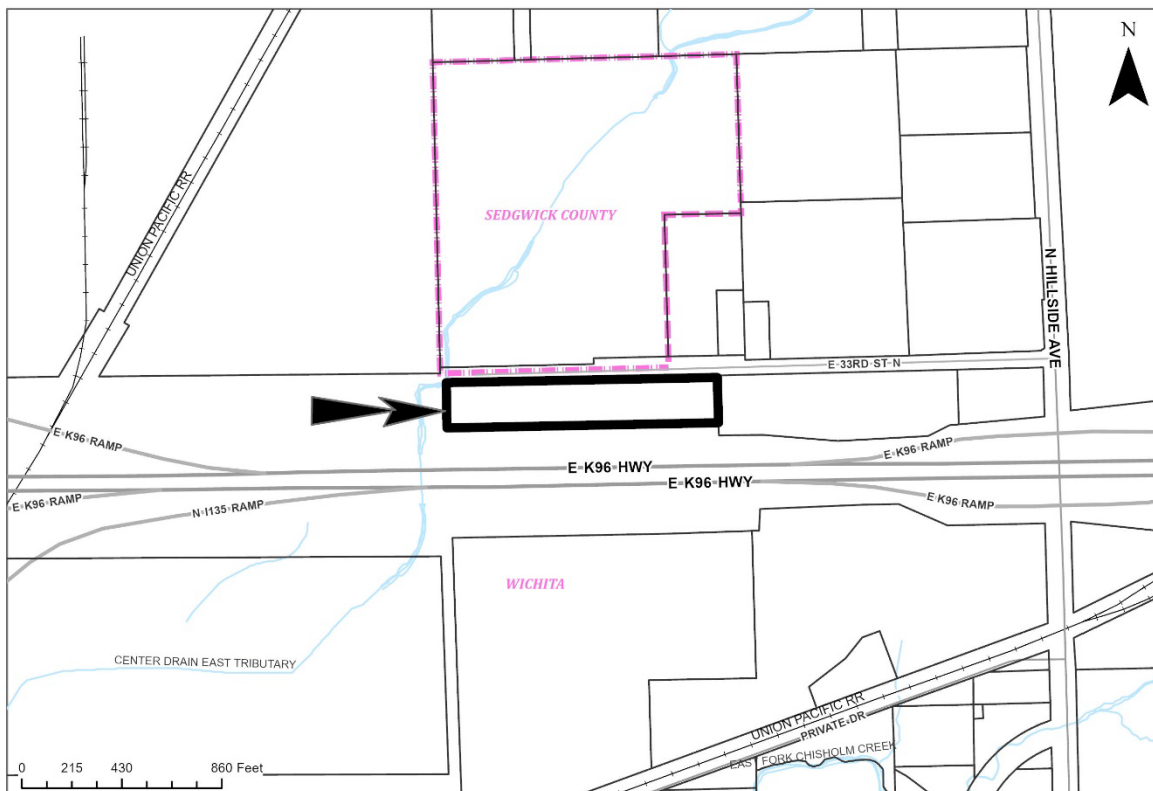 N
UNION PACIFIC RR
SEDGWICK COUNTY
N HILLSIDE AVE
E 33RD ST N
E K96 RAMP
E K96 HWY
E K96 RAMP
E K96 HWY
E K96 RAMP
N I135 RAMP
E K96 RAMP
WICHITA
CENTER DRAIN EAST TRIBUTARY
UNION PACIFIC RR
PRIVATE DR
EAST FORK CHISHOLM CREEK
0 215 430 860 Feet